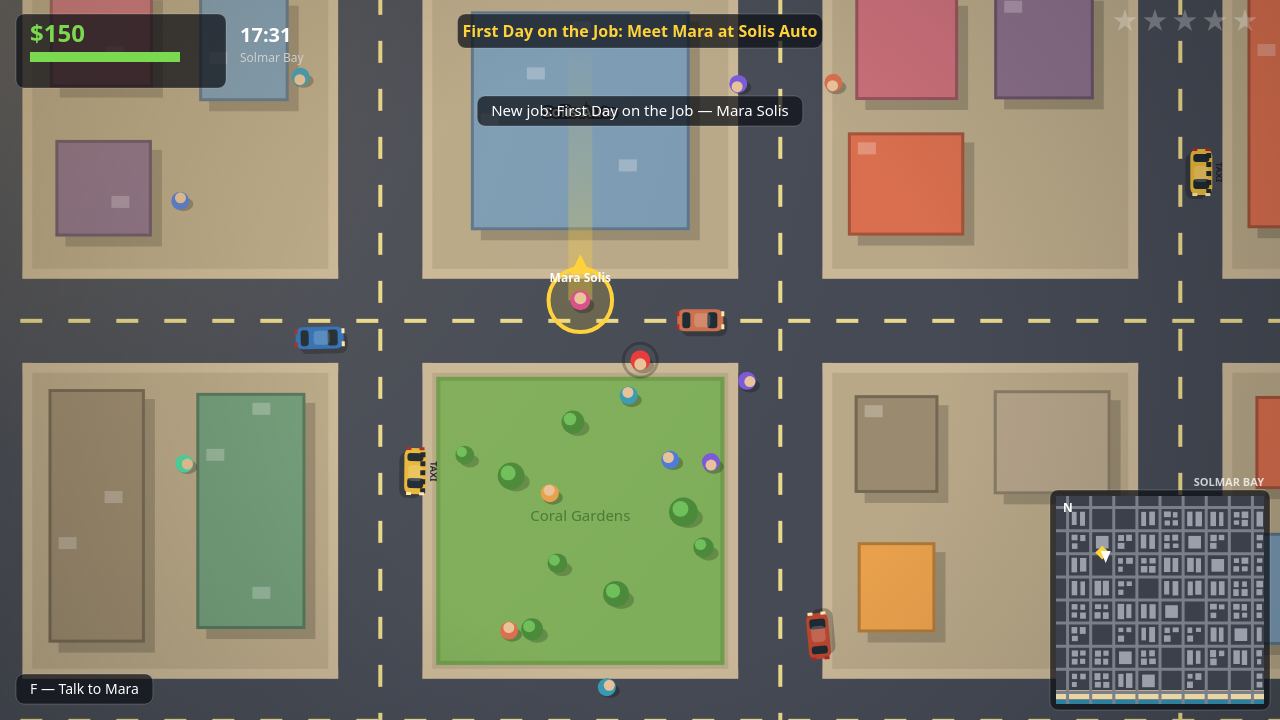 $150
17:31
Solmar Bay
First Day on the Job: Meet Mara at Solis Auto
New job: First Day on the Job — Mara Solis
TAXI
Mara Solis
TAXI
Coral Gardens
SOLMAR BAY
N
F — Talk to Mara